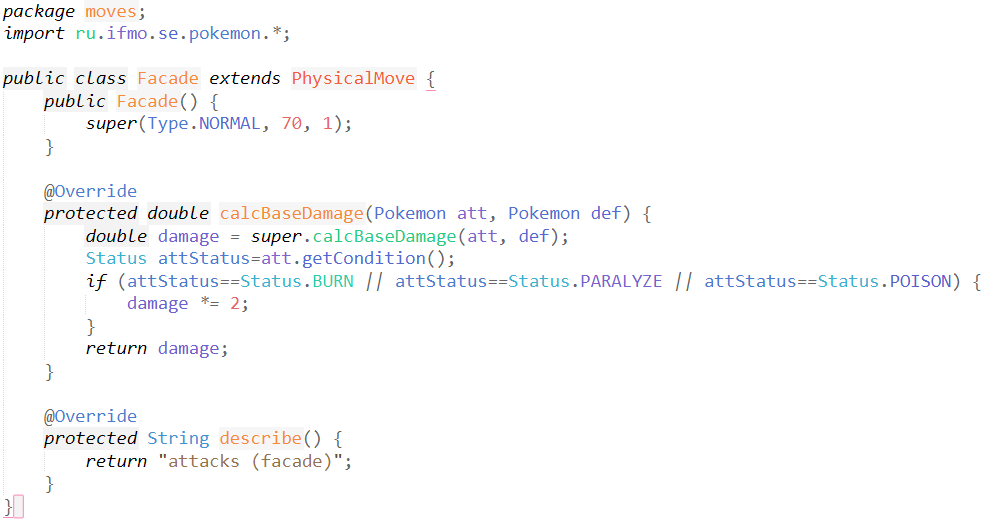 package moves;
import ru.ifmo.se.pokemon.*;

public class Facade extends PhysicalMove {
    public Facade() {
        super(Type.NORMAL, 70, 1);
    }

    @Override
    protected double calcBaseDamage(Pokemon att, Pokemon def) {
        double damage = super.calcBaseDamage(att, def);
        Status attStatus=att.getCondition();
        if (attStatus==Status.BURN || attStatus==Status.PARALYZE || attStatus==Status.POISON) {
            damage *= 2;
        }
        return damage;
    }

    @Override
    protected String describe() {
        return "attacks (facade)";
    }
}